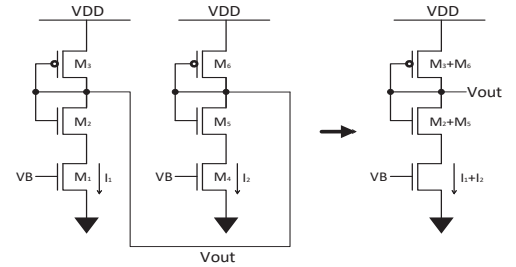 VDD
VDD
VDD
M₃
M₆
M₃+M₆
Vout
M₂
M₅
M₂+M₅
VB
M₁
I₁
VB
M₄
I₂
VB
I₁+I₂
Vout